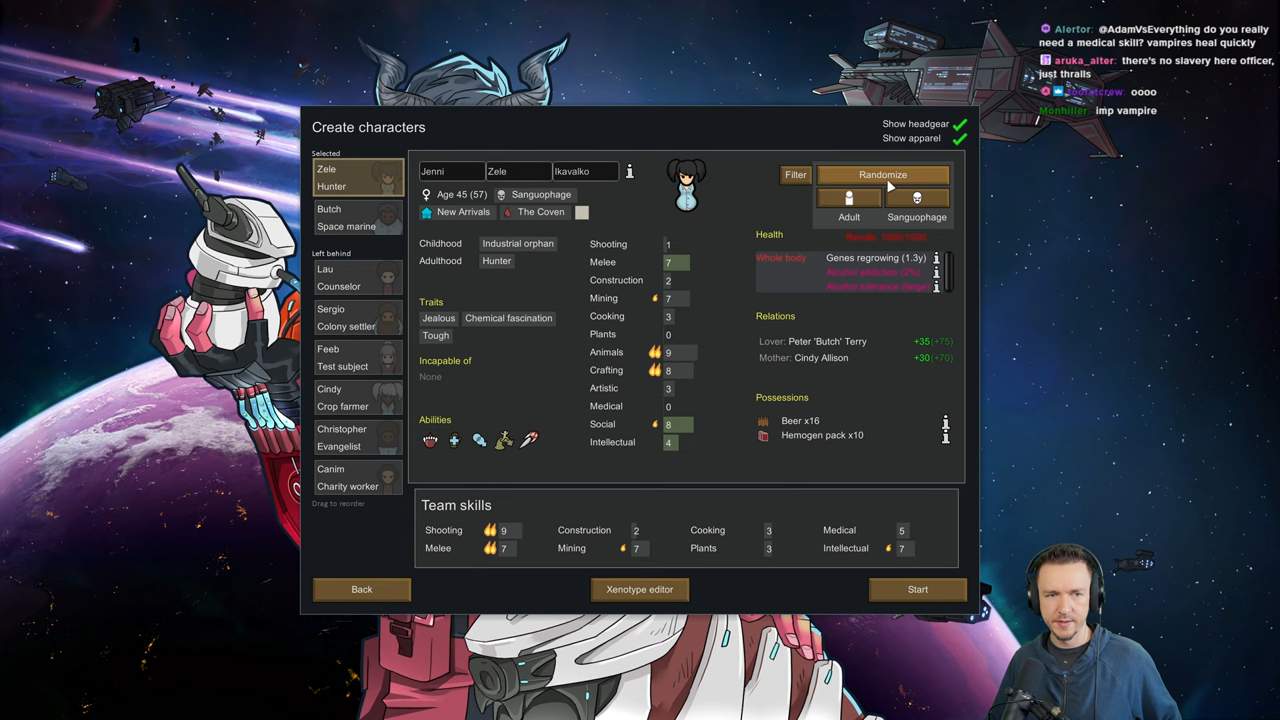 Alerfor: @AdamVsEverything do you really
need a medical skill? vampires heal quickly
aruka_alter: there's no slavery here officer,
just thralls
oooo
Monhiller: imp vampire
Create characters
Show headgear
Show apparel
Selected
Zele
Hunter
Butch
Space marine
Left behind
Lau
Counselor
Sergio
Colony settler
Feeb
Test subject
Cindy
Crop farmer
Christopher
Evangelist
Canim
Charity worker
Drag to reorder
Jenni Zele Ikavalko
Age 45 (57) Sanguophage
New Arrivals The Coven
Childhood Industrial orphan
Adulthood Hunter
Traits
Jealous Chemical fascination
Tough
Incapable of
None
Abilities
Shooting 1
Melee 7
Construction 2
Mining 7
Cooking 3
Plants 0
Animals 9
Crafting 8
Artistic 3
Medical 0
Social 8
Intellectual 4
Filter Randomize
Adult Sanguophage
Health
Whole body Genes regrowing (1.3y)
Alcohol addiction (2%)
Alcohol tolerance (large)
Relations
Lover: Peter 'Butch' Terry +35(+75)
Mother: Cindy Allison +30(+70)
Possessions
Beer x16
Hemogen pack x10
Team skills
Shooting 9 Construction 2 Cooking 3 Medical 5
Melee 7 Mining 7 Plants 3 Intellectual 7
Back Xenotype editor Start